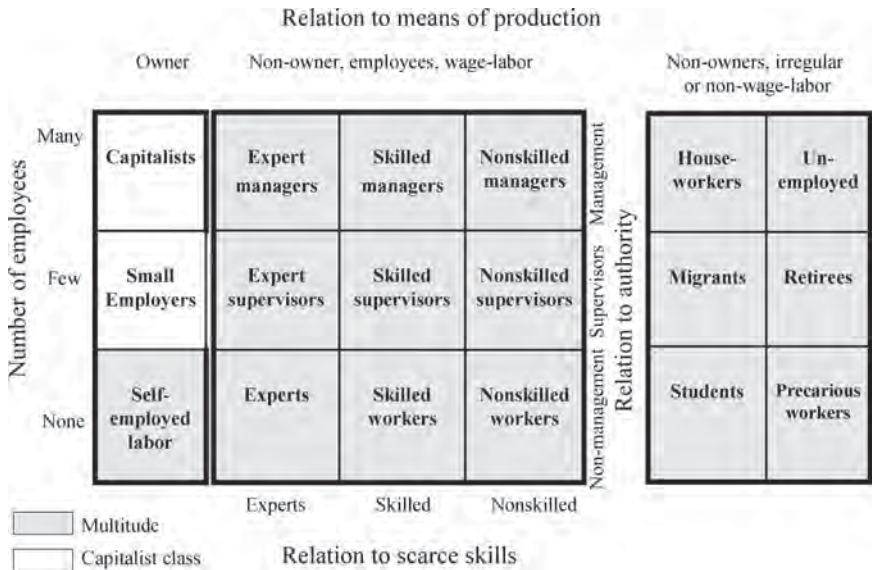 Relation to means of production
Owner
Non-owner, employees, wage-labor
Non-owners, irregular
or non-wage-labor
Number of employees
Many
Few
None
Capitalists
Expert
managers
Skilled
managers
Nonskilled
managers
Small
Employers
Expert
supervisors
Skilled
supervisors
Nonskilled
supervisors
Self-
employed
labor
Experts
Skilled
workers
Nonskilled
workers
Management
Supervisors
Non-management
Relation to authority
House-
workers
Un-
employed
Migrants
Retirees
Students
Precarious
workers
Experts
Skilled
Nonskilled
Multitude
Capitalist class
Relation to scarce skills